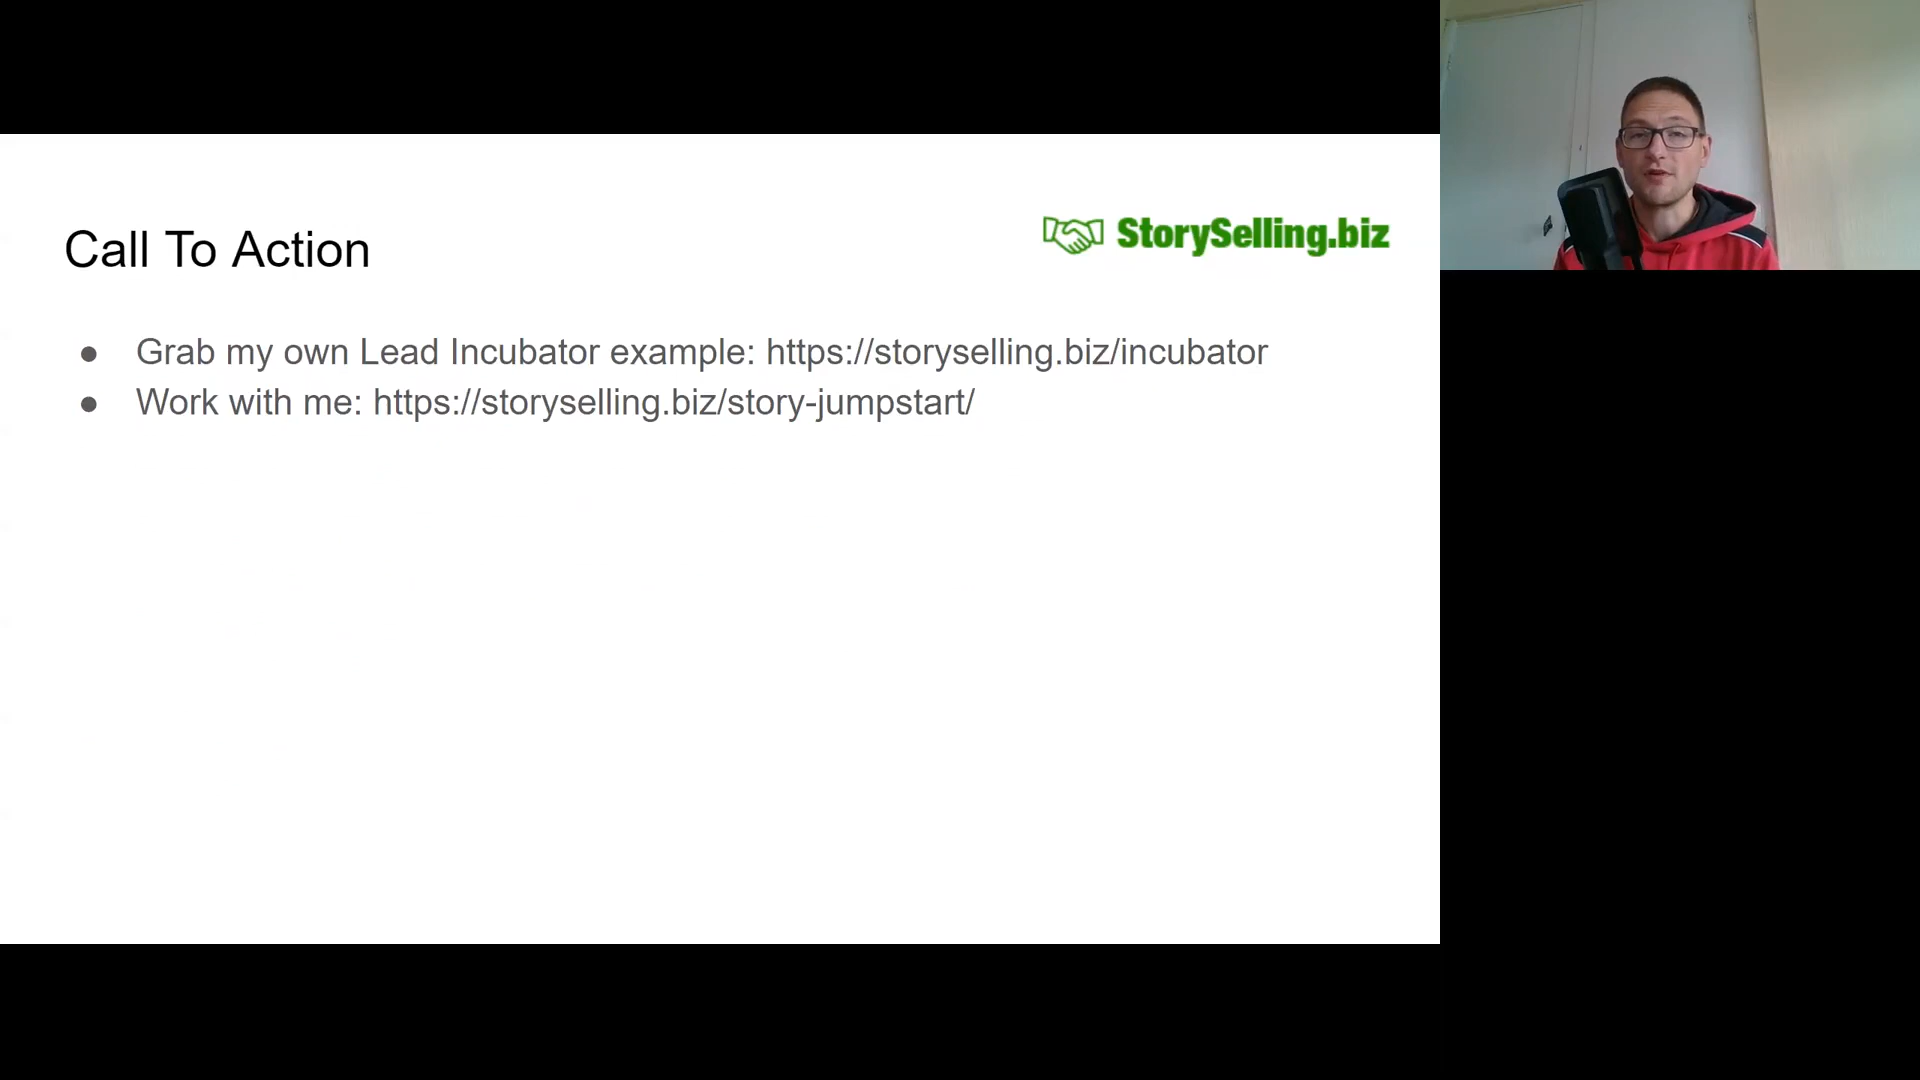 Call To Action
StorySelling.biz
● Grab my own Lead Incubator example: https://storyselling.biz/incubator
● Work with me: https://storyselling.biz/story-jumpstart/